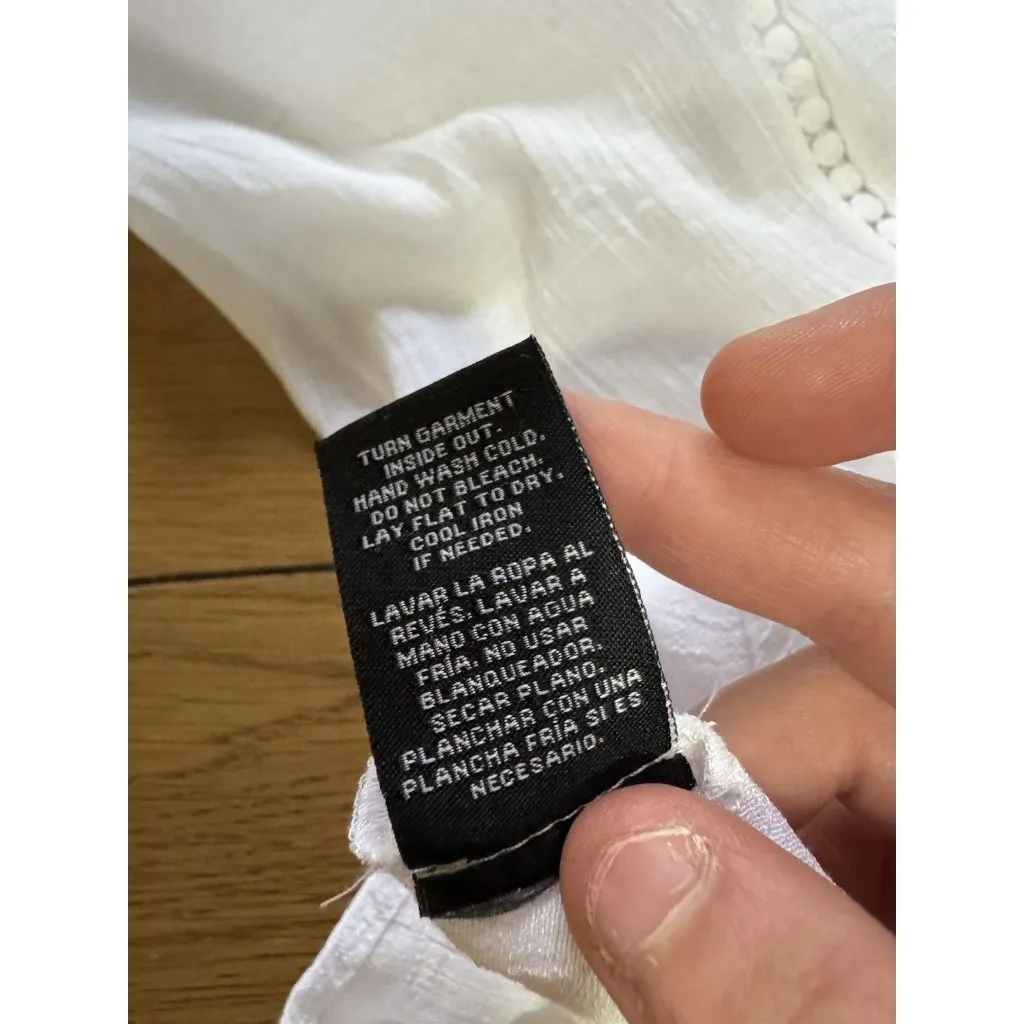 TURN GARMENT
INSIDE OUT.
HAND WASH COLD.
DO NOT BLEACH.
LAY FLAT TO DRY.
COOL IRON
IF NEEDED.
LAVAR LA ROPA AL
REVÉS. LAVAR A
MANO CON AGUA
FRÍA. NO USAR
BLANQUEADOR.
SECAR PLANO.
PLANCHAR CON UNA
PLANCHA FRÍA SI ES
NECESARIO.